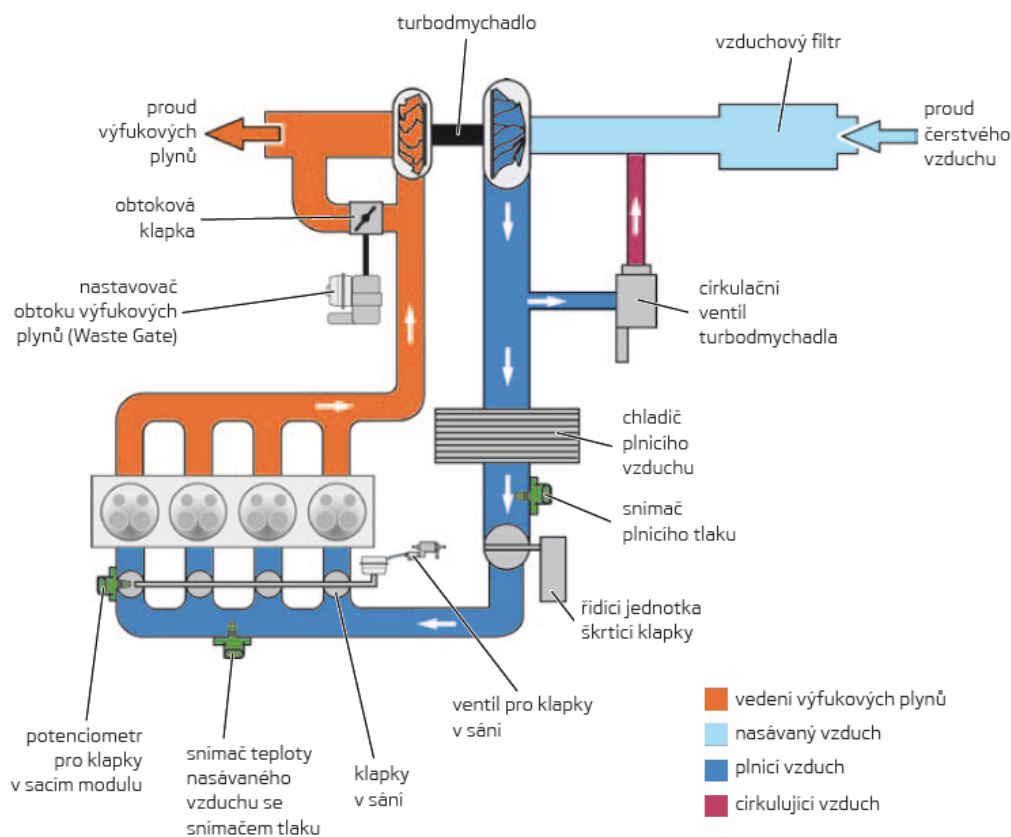 turbodmychadlo
vzduchový filtr
proud
výfukových
plynů
proud
čerstvého
vzduchu
obtoková
klapka
nastavovač
obtoku výfukových
plynů (Waste Gate)
cirkulační
ventil
turbodmychadla
chladič
plnicího
vzduchu
snímač
plnicího tlaku
řídicí jednotka
škrticí klapky
ventil pro klapky
v sání
potenciometr
pro klapky
v sacím modulu
snímač teploty
nasávaného
vzduchu se
snímačem tlaku
klapky
v sání
vedení výfukových plynů
nasávaný vzduch
plnicí vzduch
cirkulující vzduch